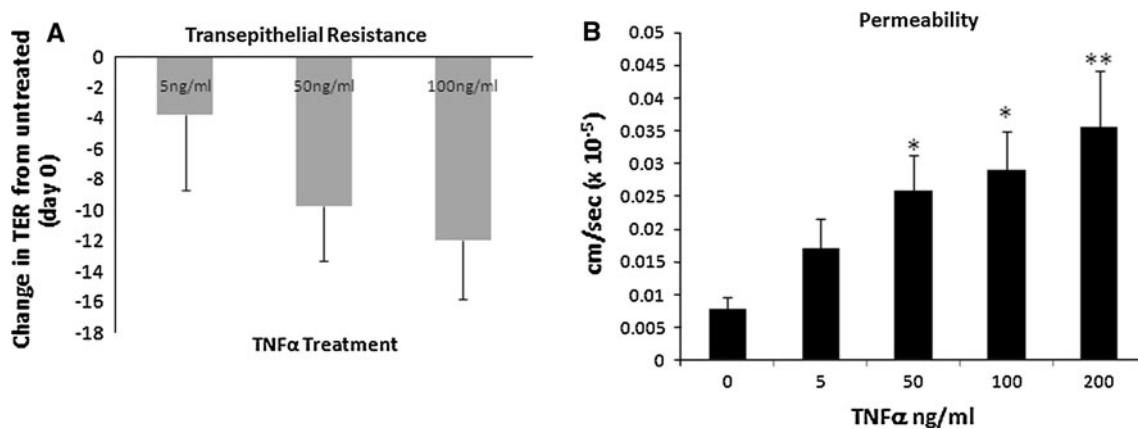 A
Transepithelial Resistance
0
-2
-4
-6
-8
-10
-12
-14
-16
-18
Change in TER from untreated
(day 0)
5ng/ml
50ng/ml
100ng/ml
TNFα Treatment
B
Permeability
0.05
0.045
0.04
0.035
0.03
0.025
0.02
0.015
0.01
0.005
0
cm/sec (x 10⁻⁵)
*
*
**
0 5 50 100 200
TNFα ng/ml